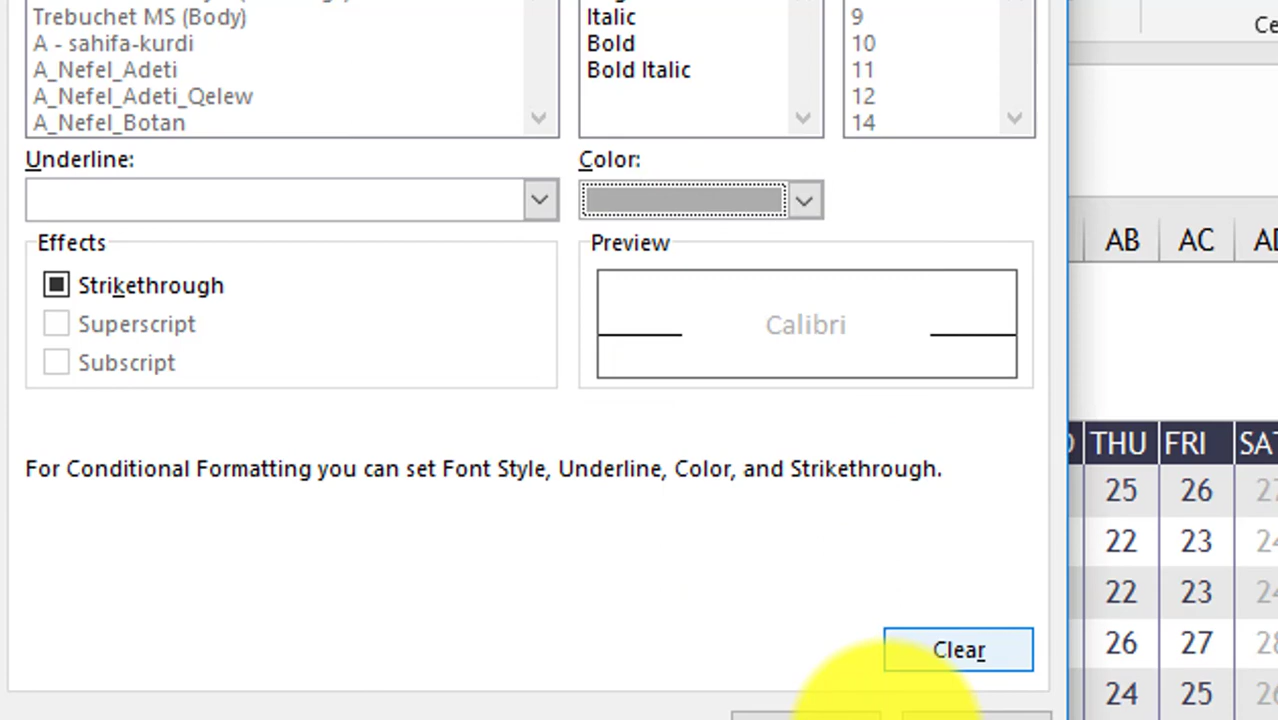 Trebuchet MS (Body)
A - sahifa-kurdi
A_Nefel_Adeti
A_Nefel_Adeti_Qelew
A_Nefel_Botan
Italic
Bold
Bold Italic
9
10
11
12
14
Underline:
Color:
Effects
Strikethrough
Superscript
Subscript
Preview
Calibri
For Conditional Formatting you can set Font Style, Underline, Color, and Strikethrough.
Clear
AB AC
THU FRI
25 26
22 23
22 23
26 27
24 25